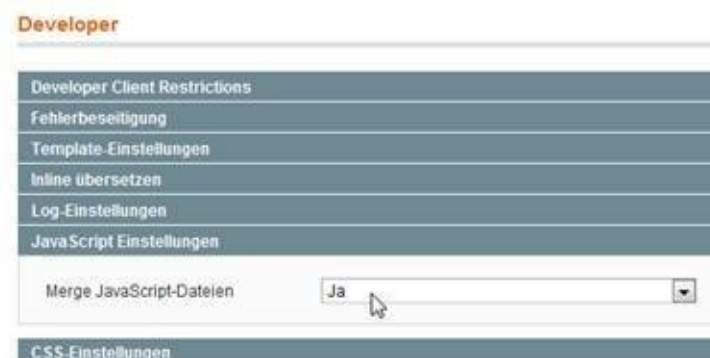 Developer
Developer Client Restrictions
Fehlerbeseitigung
Template-Einstellungen
Inline übersetzen
Log-Einstellungen
JavaScript Einstellungen
Merge JavaScript-Dateien Ja
CSS-Einstellungen